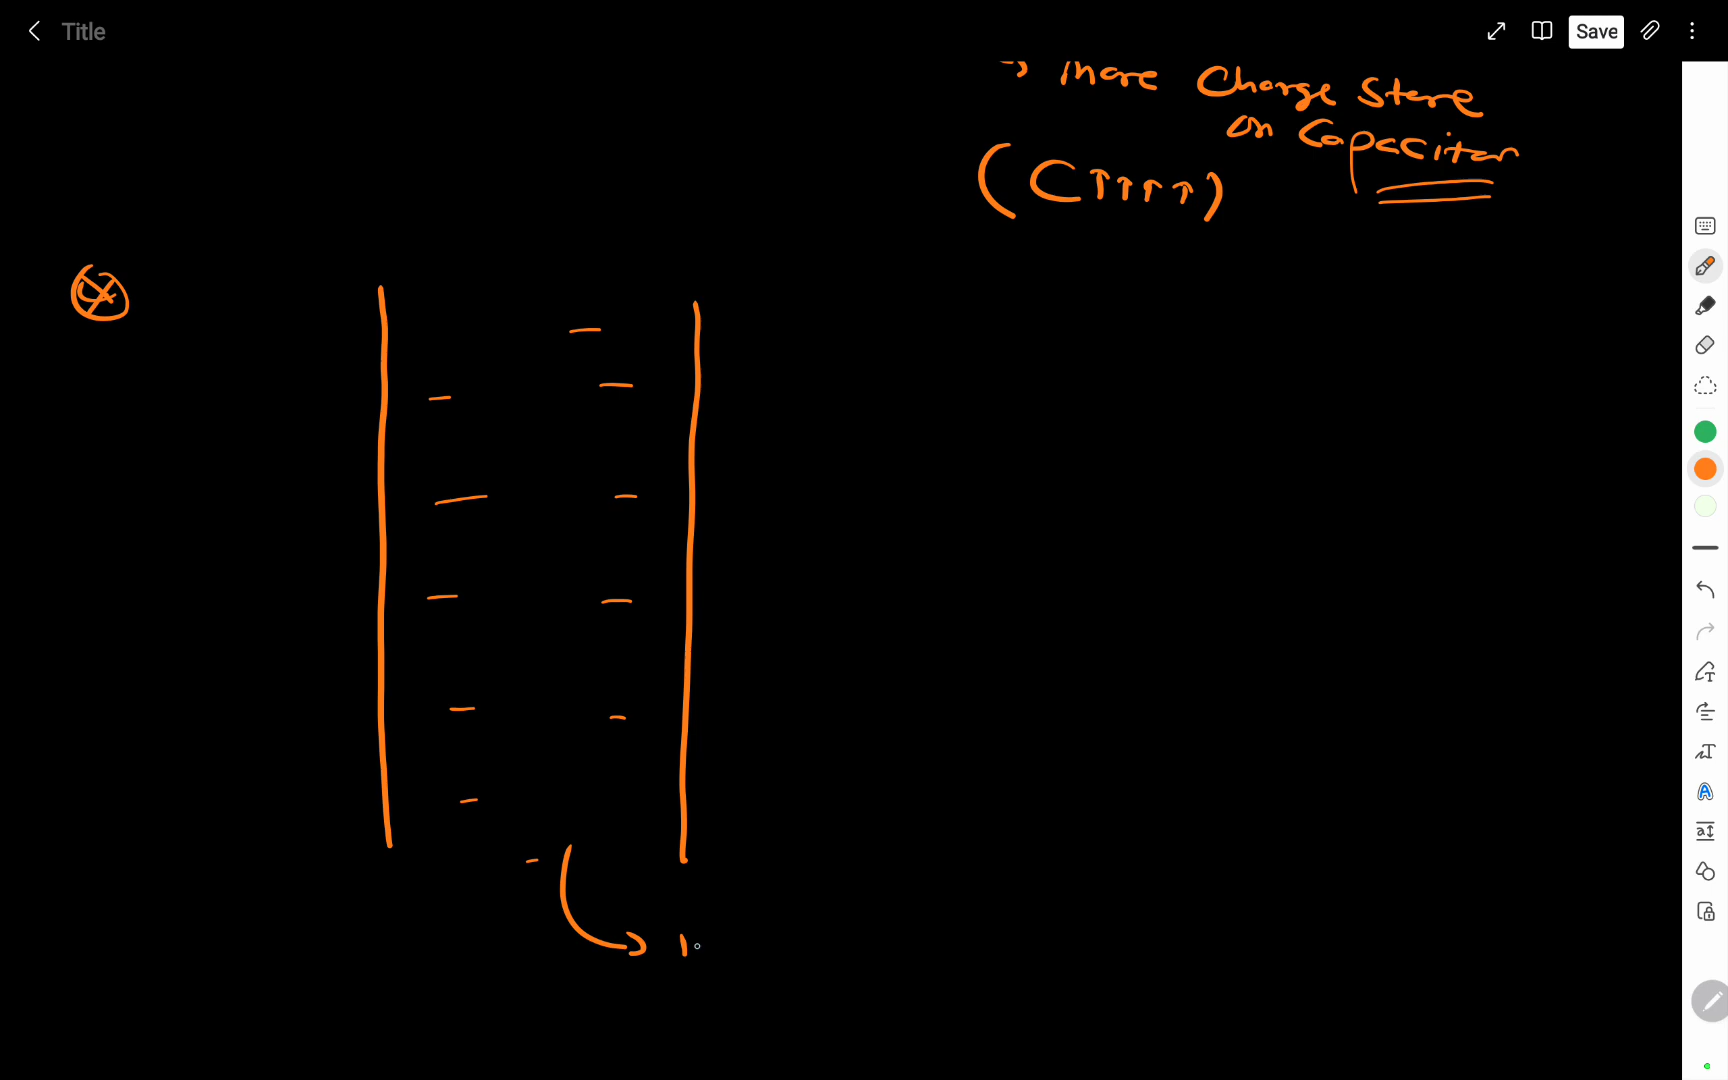 Title
Save
→ more Charge Store
on Capacitor
(C↑↑↑↑)